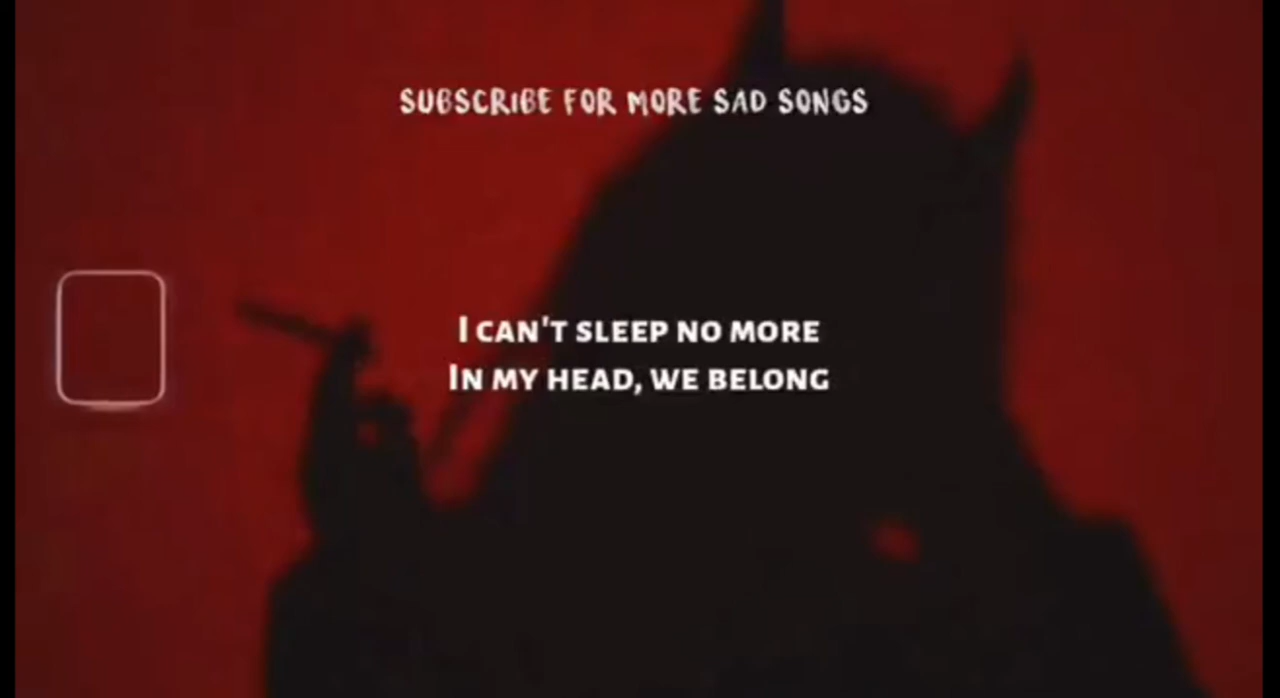 SUBSCRIBE FOR MORE SAD SONGS
I CAN'T SLEEP NO MORE
IN MY HEAD, WE BELONG